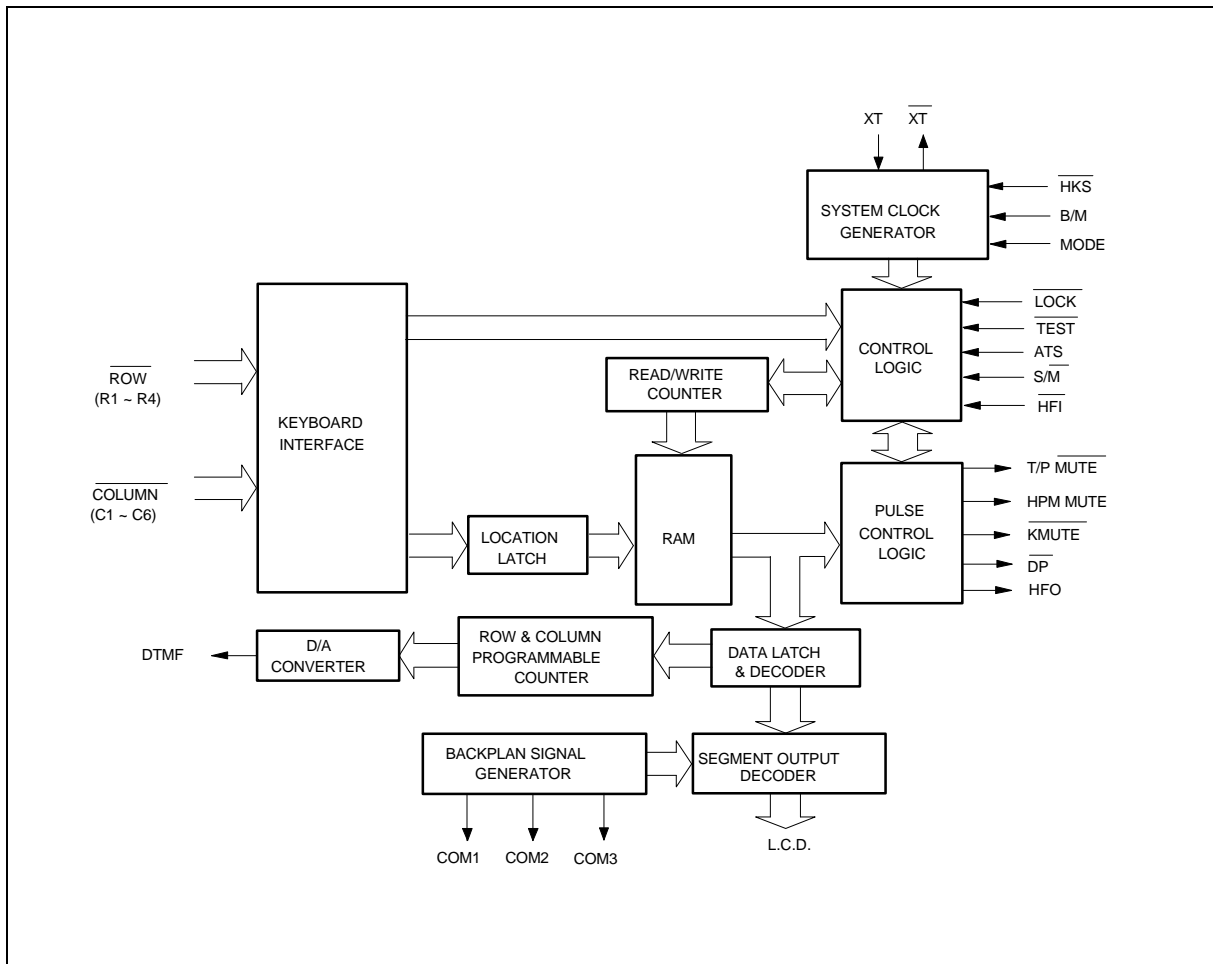 XT XT
HKS
SYSTEM CLOCK
GENERATOR
B/M
MODE
LOCK
TEST
CONTROL
LOGIC
ATS
S/M
HFI
READ/WRITE
COUNTER
ROW
(R1 ~ R4)
KEYBOARD
INTERFACE
COLUMN
(C1 ~ C6)
LOCATION
LATCH
RAM
PULSE
CONTROL
LOGIC
T/P MUTE
HPM MUTE
KMUTE
DP
HFO
DTMF
D/A
CONVERTER
ROW & COLUMN
PROGRAMMABLE
COUNTER
DATA LATCH
& DECODER
BACKPLAN SIGNAL
GENERATOR
SEGMENT OUTPUT
DECODER
COM1 COM2 COM3
L.C.D.